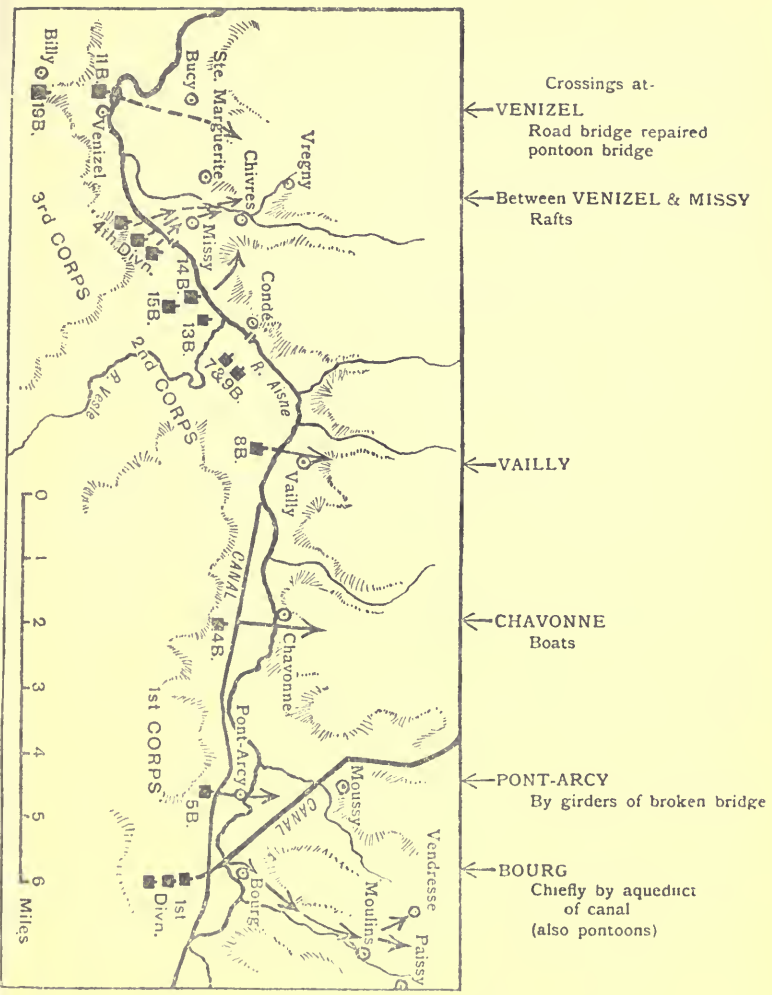 Crossings at-
VENIZEL
Road bridge repaired
pontoon bridge
Between VENIZEL & MISSY
Rafts
VAILLY
CHAVONNE
Boats
PONT-ARCY
By girders of broken bridge
BOURG
Chiefly by aqueduct
of canal
(also pontoons)
Billy
19B.
11B.
Venizel
Bucy
Ste. Marguerite
Chivres
Vregny
Missy
3rd CORPS
4th Divn.
14B.
15B.
13B.
Condé
7&9B.
R. Aisne
2nd CORPS
R. Vesle
8B.
Vailly
CANAL
4B.
Chavonne
1st CORPS
Pont-Arcy
5B.
Moussy
CANAL
Vendresse
Bourg
Moulins
Paissy
1st
Divn.
0 1 2 3 4 5 6
Miles